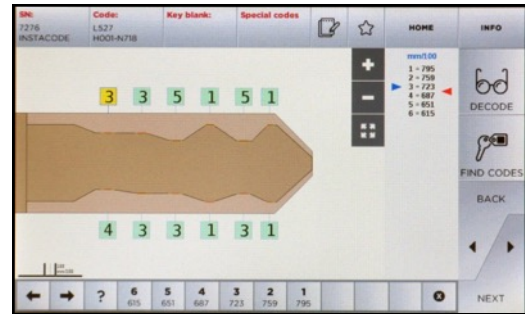 SN:
7276
INSTACODE
Code:
LS27
H001-N718
Key blank:
Special codes
HOME
INFO
mm/100
1 = 795
2 = 759
3 = 723
4 = 687
5 = 651
6 = 615
3 3 5 1 5 1
4 3 3 1 3 1
DECODE
FIND CODES
BACK
NEXT
?
6 5 4 3 2 1
615 651 687 723 759 795